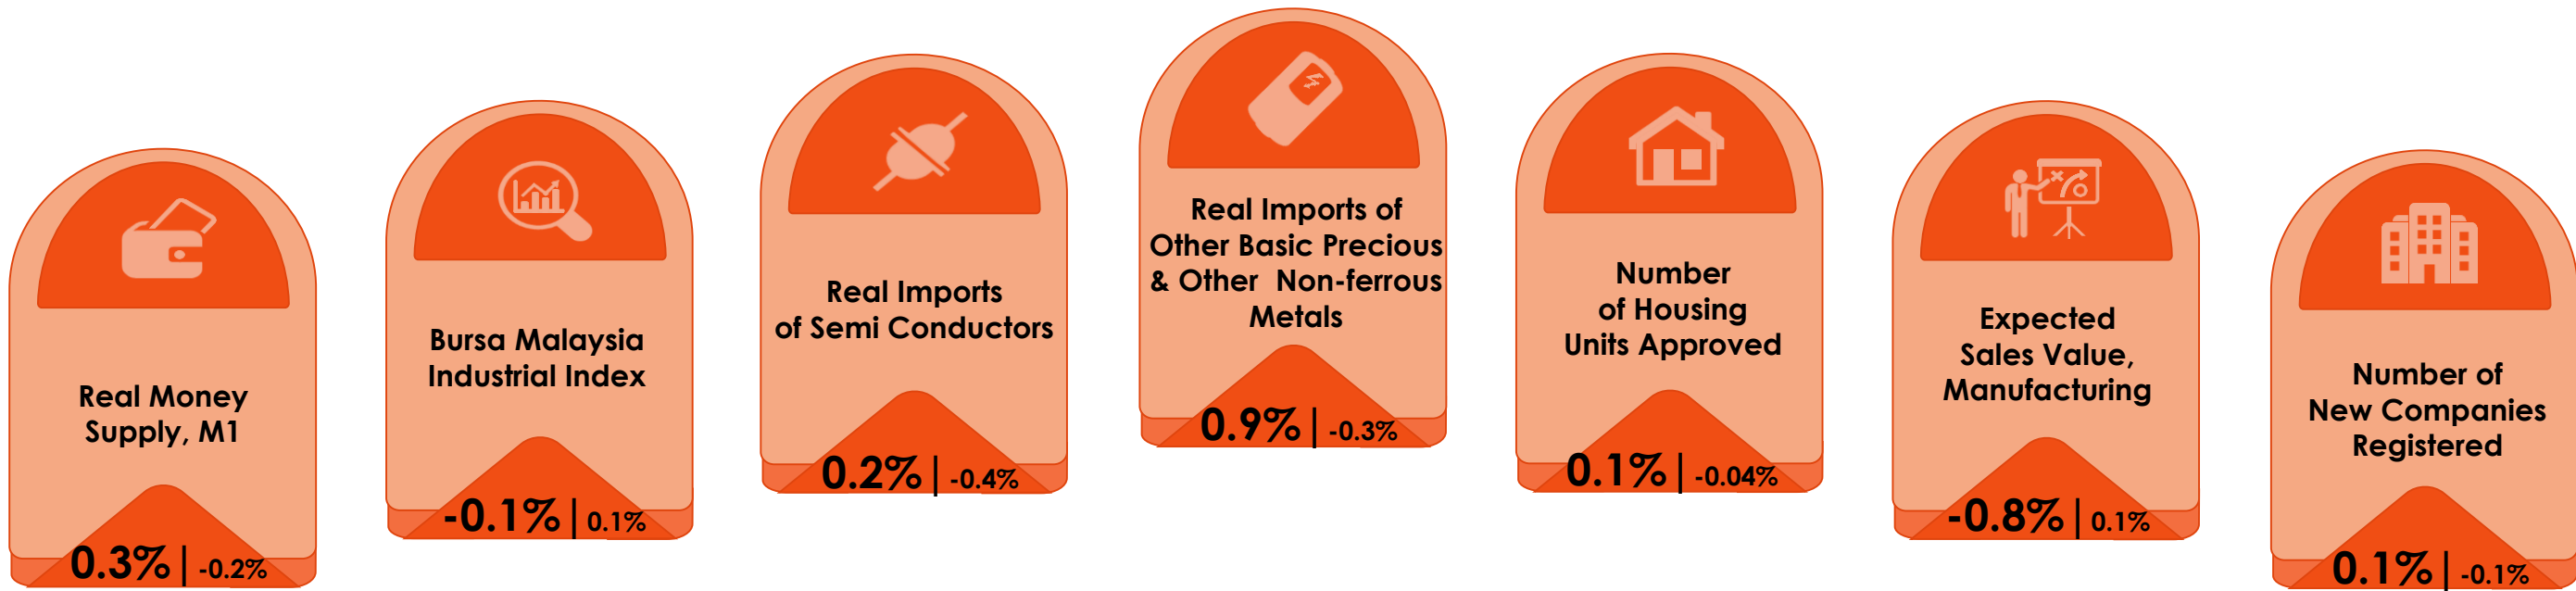 Real Money
Supply, M1
0.3% | -0.2%
Bursa Malaysia
Industrial Index
-0.1% | 0.1%
Real Imports
of Semi Conductors
0.2% | -0.4%
Real Imports of
Other Basic Precious
& Other Non-ferrous
Metals
0.9% | -0.3%
Number
of Housing
Units Approved
0.1% | -0.04%
Expected
Sales Value,
Manufacturing
-0.8% | 0.1%
Number of
New Companies
Registered
0.1% | -0.1%